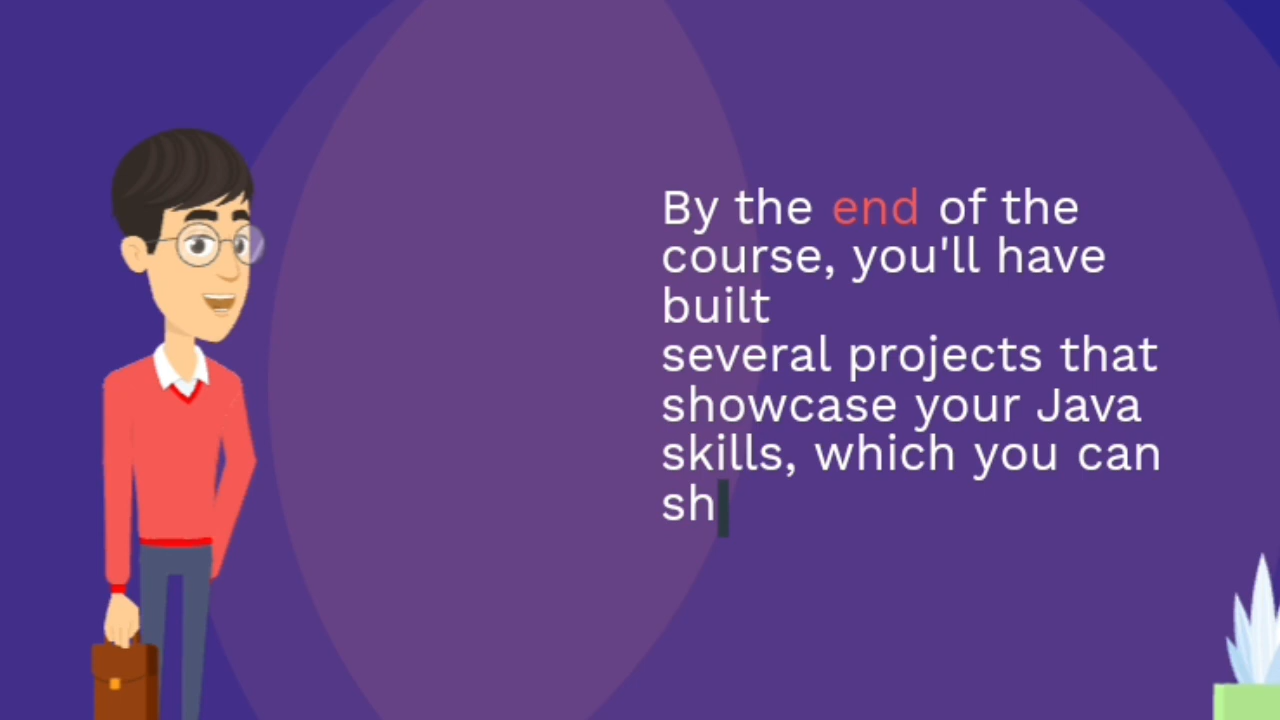 By the end of the
course, you'll have
built
several projects that
showcase your Java
skills, which you can
sh